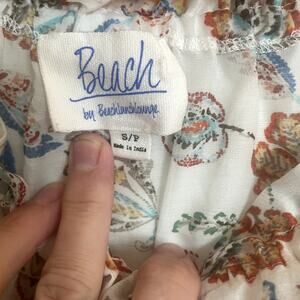 Beach
by Beachlunchlounge
S/P
Made in India